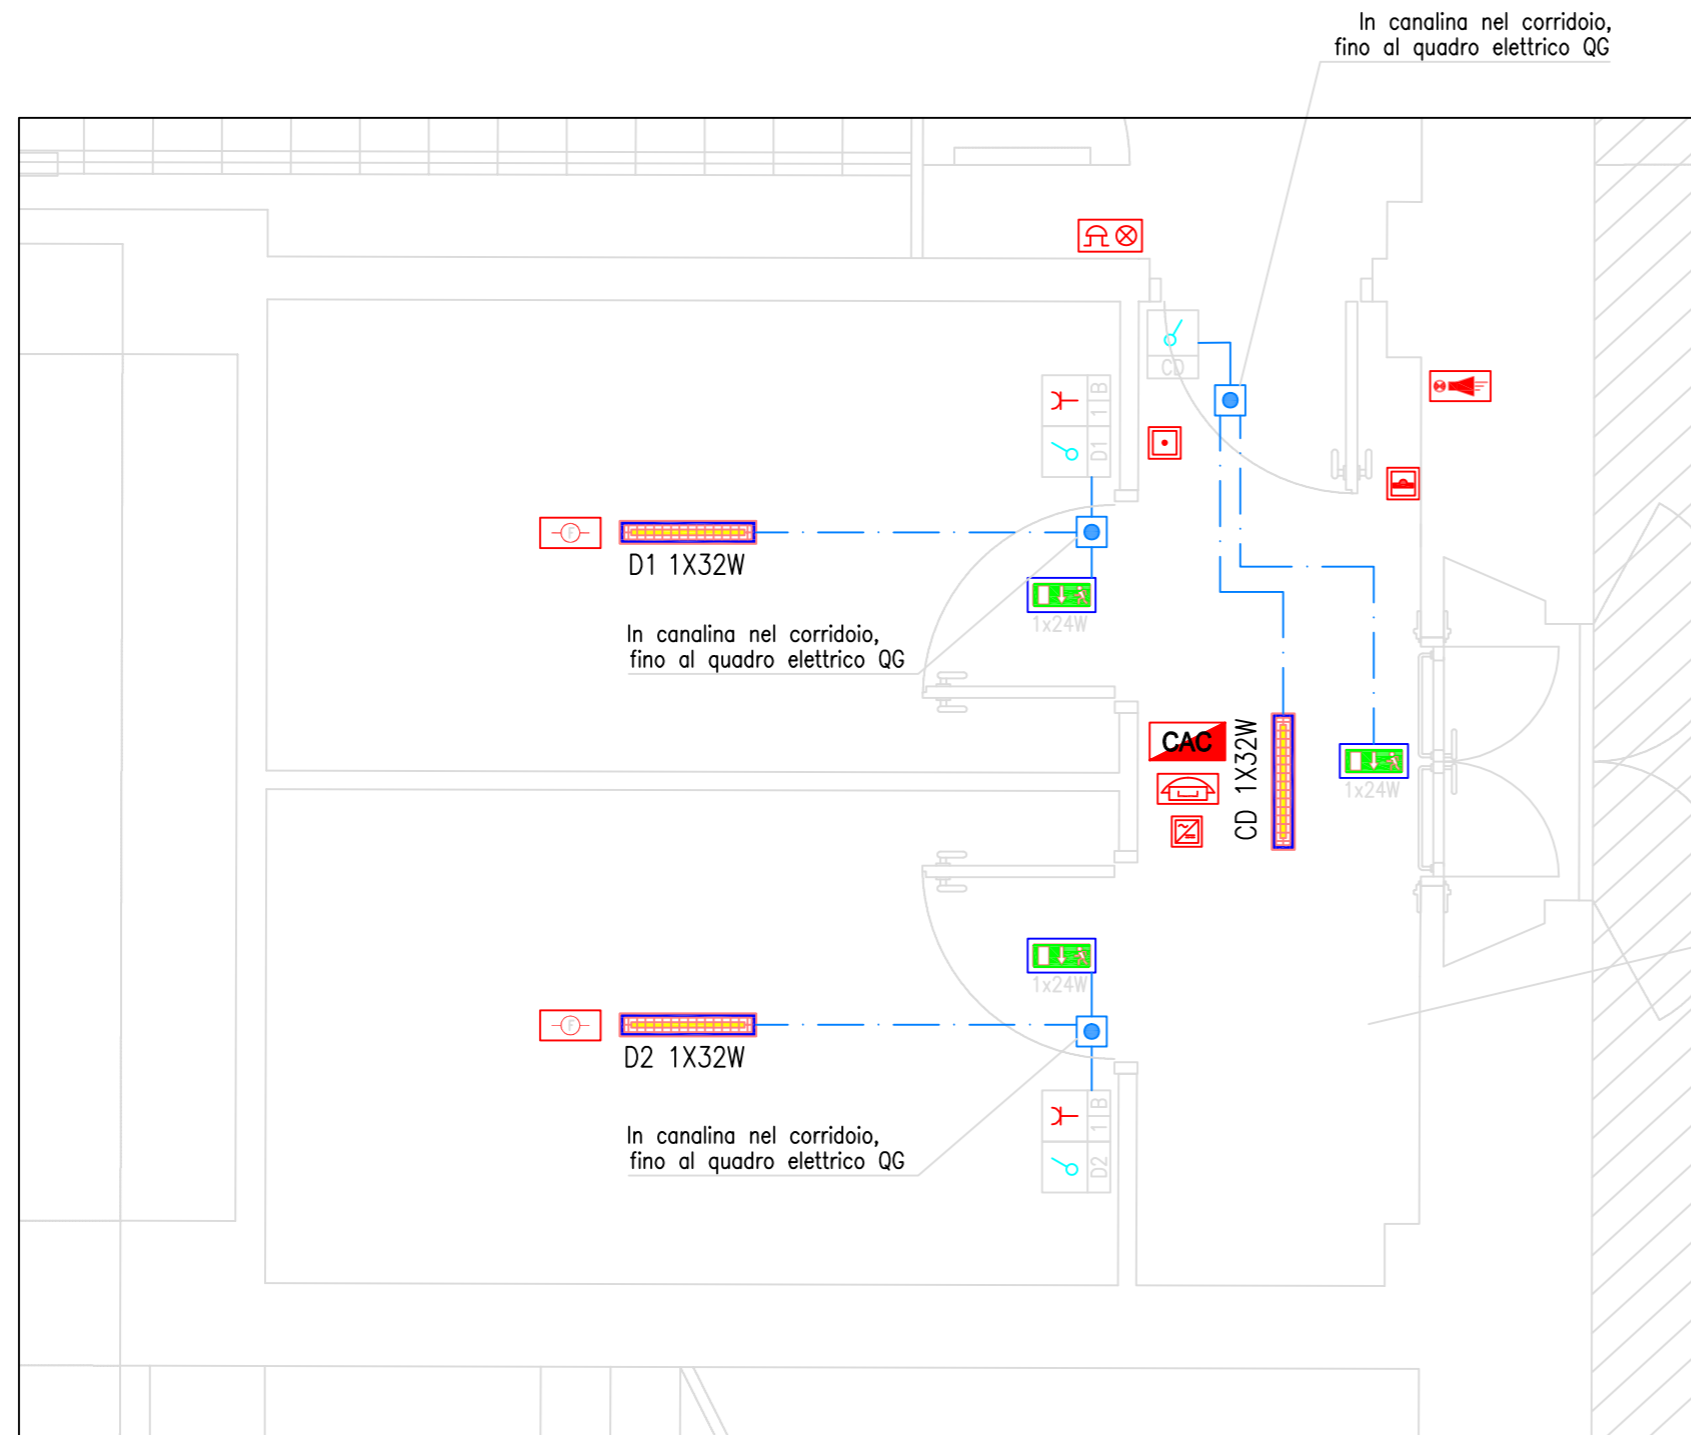 In canalina nel corridoio,
fino al quadro elettrico QG
CD
1 B
D1
F
D1 1X32W
1x24W
In canalina nel corridoio,
fino al quadro elettrico QG
CAC
CD 1X32W
1x24W
1x24W
F
D2 1X32W
1 B
D2
In canalina nel corridoio,
fino al quadro elettrico QG